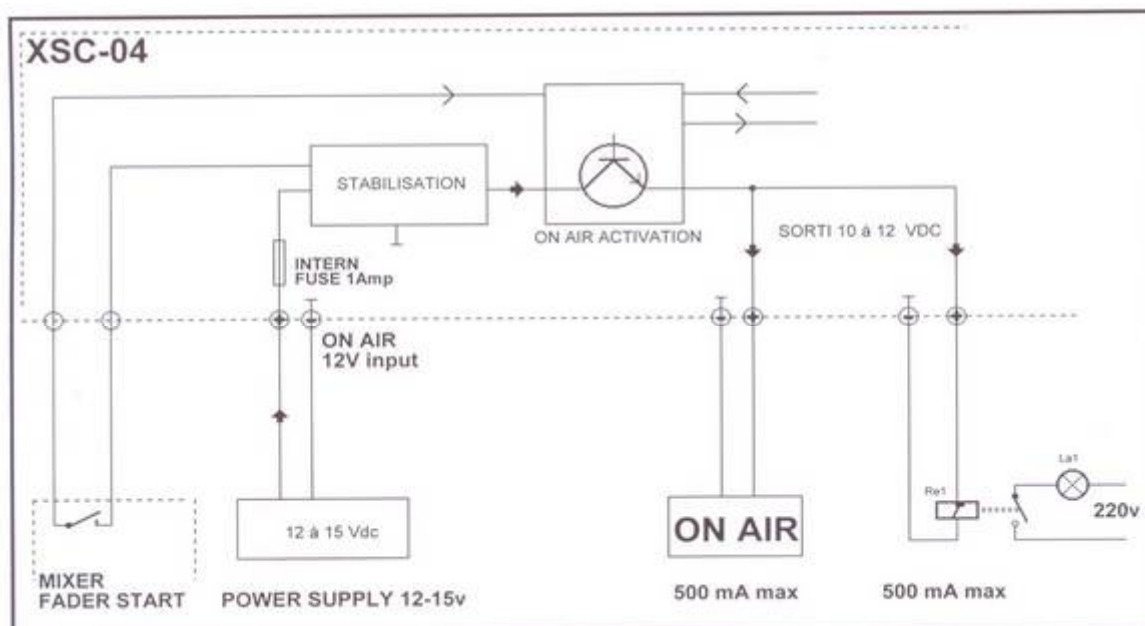 XSC-04
STABILISATION
ON AIR ACTIVATION
SORTI 10 à 12 VDC
INTERN
FUSE 1Amp
ON AIR
12V input
La1
Re1
220v
12 à 15 Vdc
ON AIR
MIXER
FADER START
POWER SUPPLY 12-15v
500 mA max
500 mA max